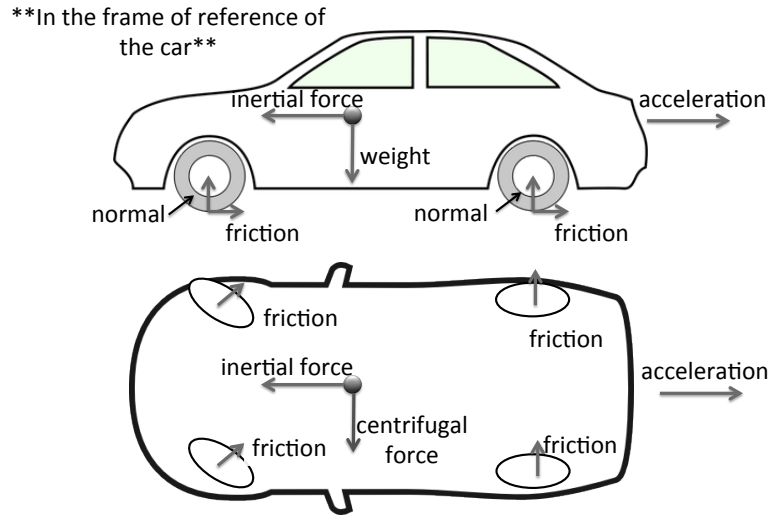 **In the frame of reference of
the car**
inertial force
acceleration
weight
normal
friction
normal
friction
friction
friction
inertial force
acceleration
centrifugal
force
friction
friction